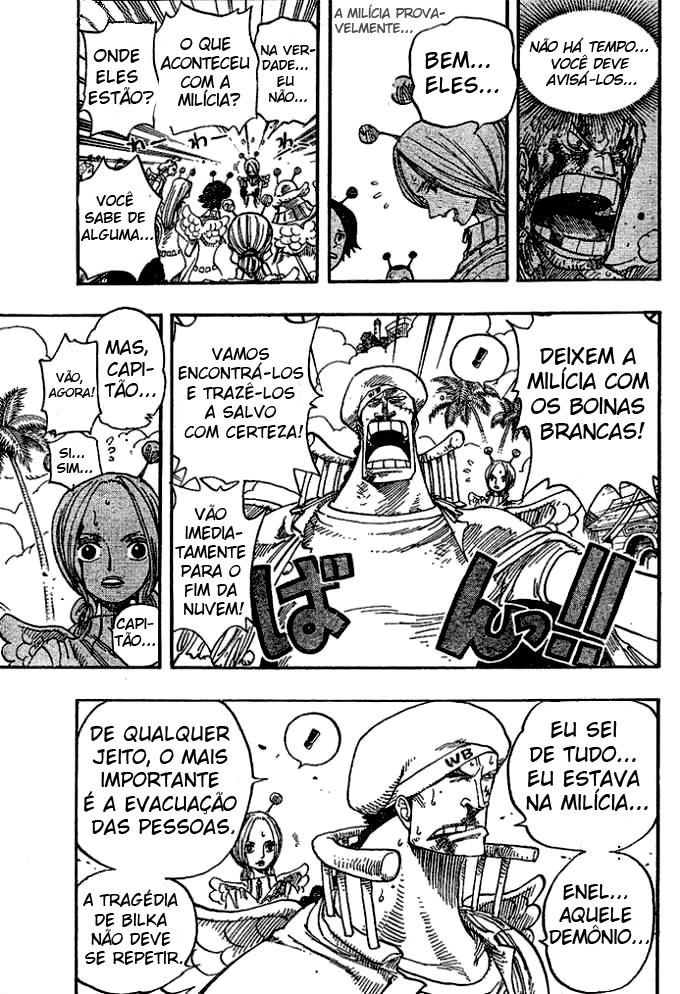 NÃO HÁ TEMPO...
VOCÊ DEVE
AVISÁ-LOS...
A MILÍCIA PROVA-
VELMENTE...
BEM...
ELES...
NA VER-
DADE...
EU
NÃO...
O QUE
ACONTECEU
COM A
MILÍCIA?
ONDE
ELES
ESTÃO?
わー
わー
VOCÊ
SABE DE
ALGUMA...
DEIXEM A
MILÍCIA COM
OS BOINAS
BRANCAS!
!
VAMOS
ENCONTRÁ-LOS
E TRAZÊ-LOS
A SALVO
COM CERTEZA!
VÃO
IMEDIA-
TAMENTE
PARA O
FIM DA
NUVEM!
ばんっ!!
MAS,
CAPI-
TÃO...
VÃO,
AGORA!
SI...
SIM...
CAPI-
TÃO...
EU SEI
DE TUDO...
EU ESTAVA
NA MILÍCIA...
ENEL...
AQUELE
DEMÔNIO...
WB
!
DE QUALQUER
JEITO, O MAIS
IMPORTANTE
É A EVACUAÇÃO
DAS PESSOAS.
A TRAGÉDIA
DE BILKA
NÃO DEVE
SE REPETIR.